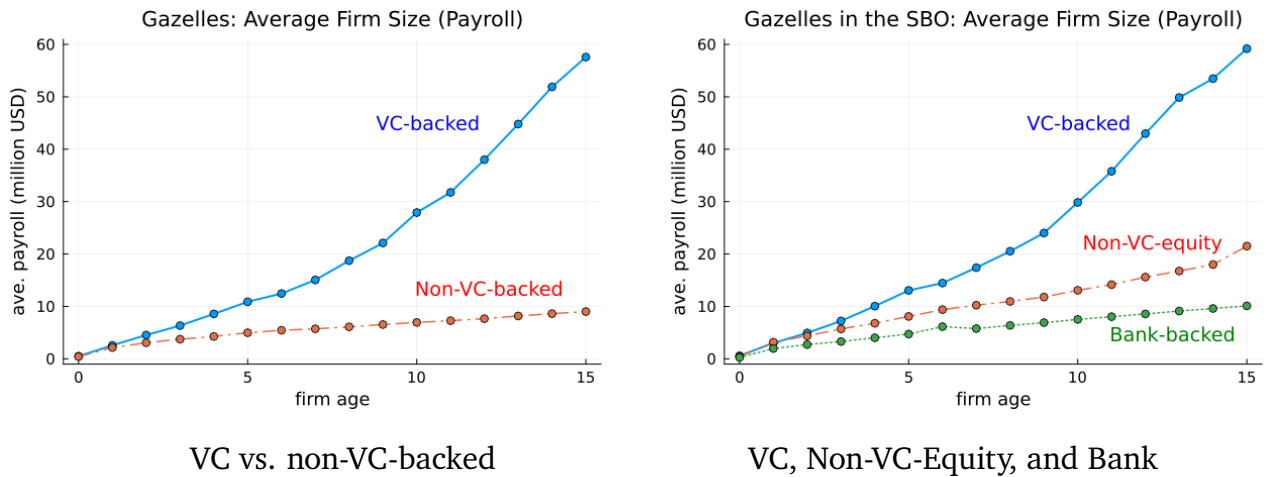 Gazelles: Average Firm Size (Payroll)
60
50
40
30
20
10
0
ave. payroll (million USD)
VC-backed
Non-VC-backed
0 5 10 15
firm age
VC vs. non-VC-backed
Gazelles in the SBO: Average Firm Size (Payroll)
60
50
40
30
20
10
0
ave. payroll (million USD)
VC-backed
Non-VC-equity
Bank-backed
0 5 10 15
firm age
VC, Non-VC-Equity, and Bank